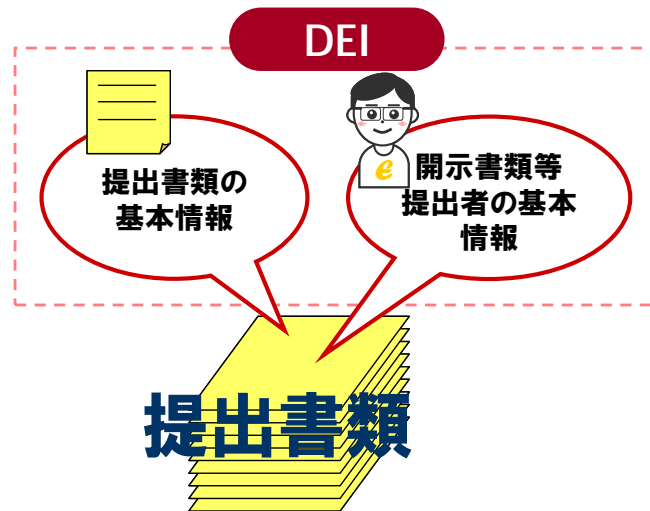 DEI
提出書類の
基本情報
e
開示書類等
提出者の基本
情報
提出書類